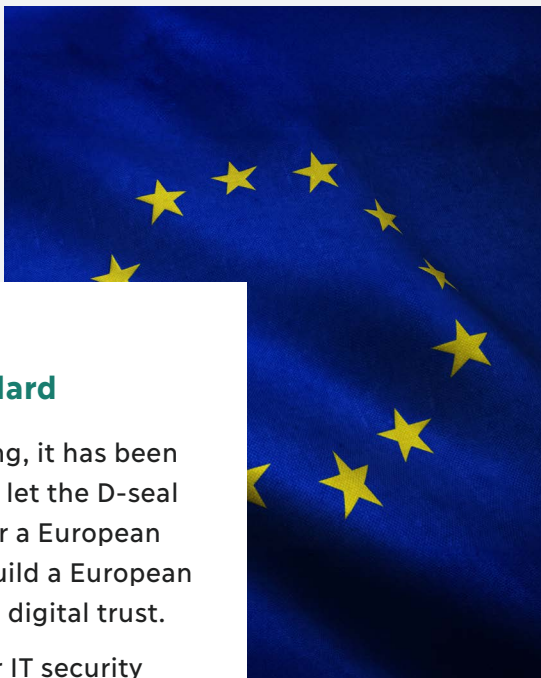 lard
ng, it has been
let the D-seal
r a European
uild a European
digital trust.
r IT security